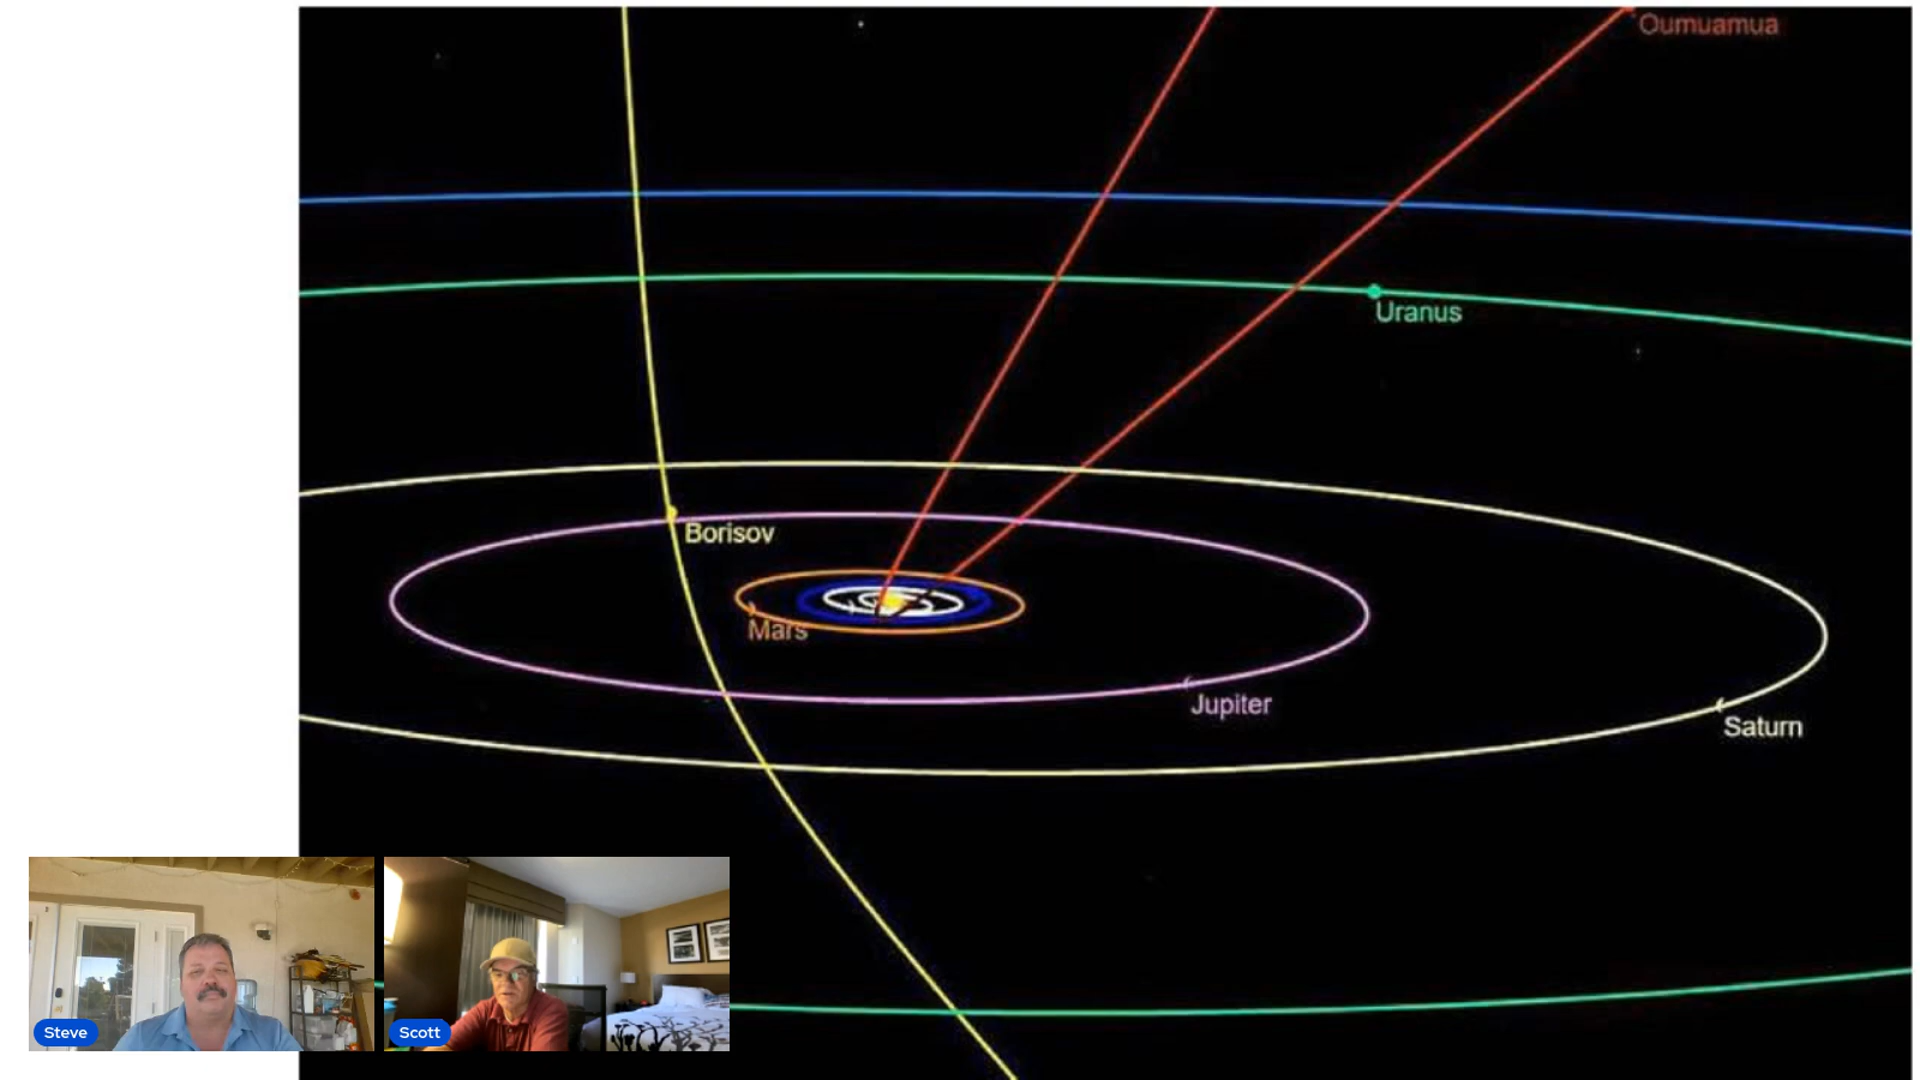 Oumuamua
Uranus
Borisov
Mars
Jupiter
Saturn
Steve
Scott